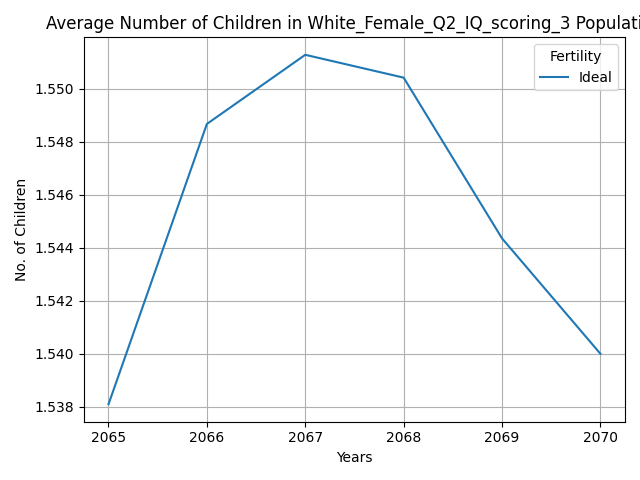 Average Number of Children in White_Female_Q2_IQ_scoring_3 Populati
Fertility
Ideal
1.550
1.548
1.546
1.544
1.542
1.540
1.538
No. of Children
2065 2066 2067 2068 2069 2070
Years